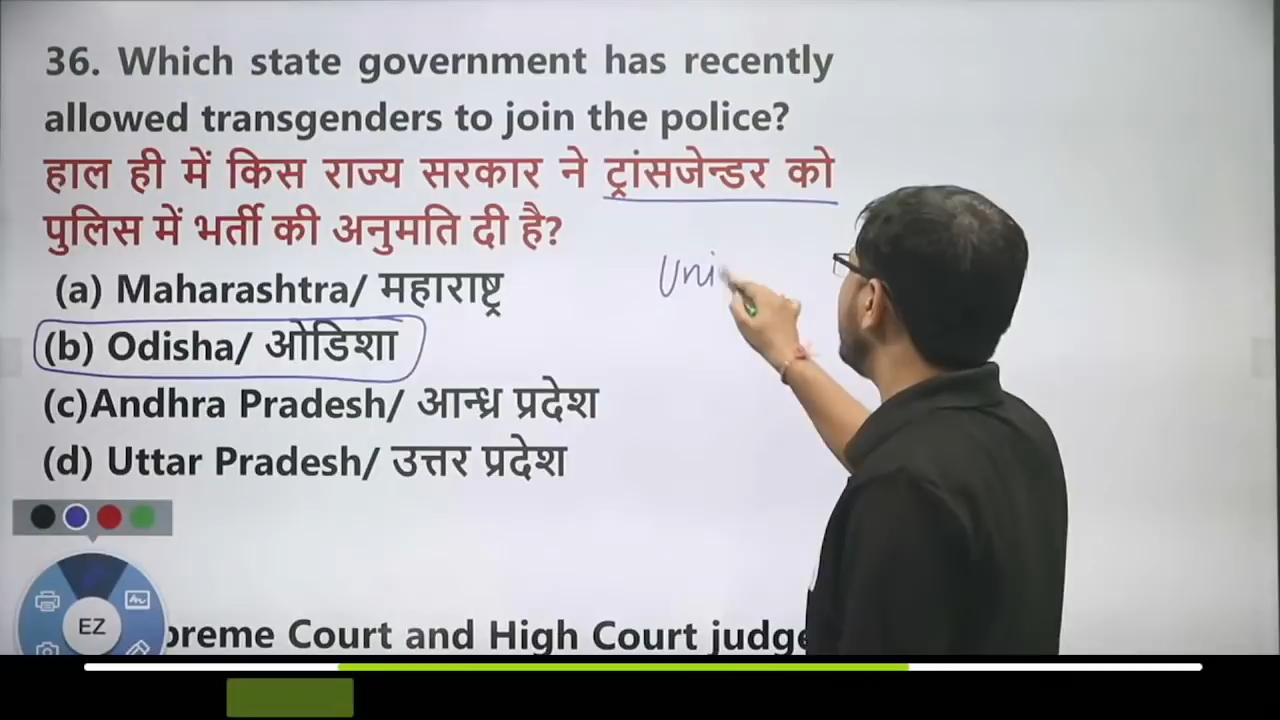 36. Which state government has recently
allowed transgenders to join the police?
हाल ही में किस राज्य सरकार ने ट्रांसजेन्डर को
पुलिस में भर्ती की अनुमति दी है?
(a) Maharashtra/ महाराष्ट्र
Uni
(b) Odisha/ ओडिशा
(c)Andhra Pradesh/ आन्ध्र प्रदेश
(d) Uttar Pradesh/ उत्तर प्रदेश
EZ
preme Court and High Court judge